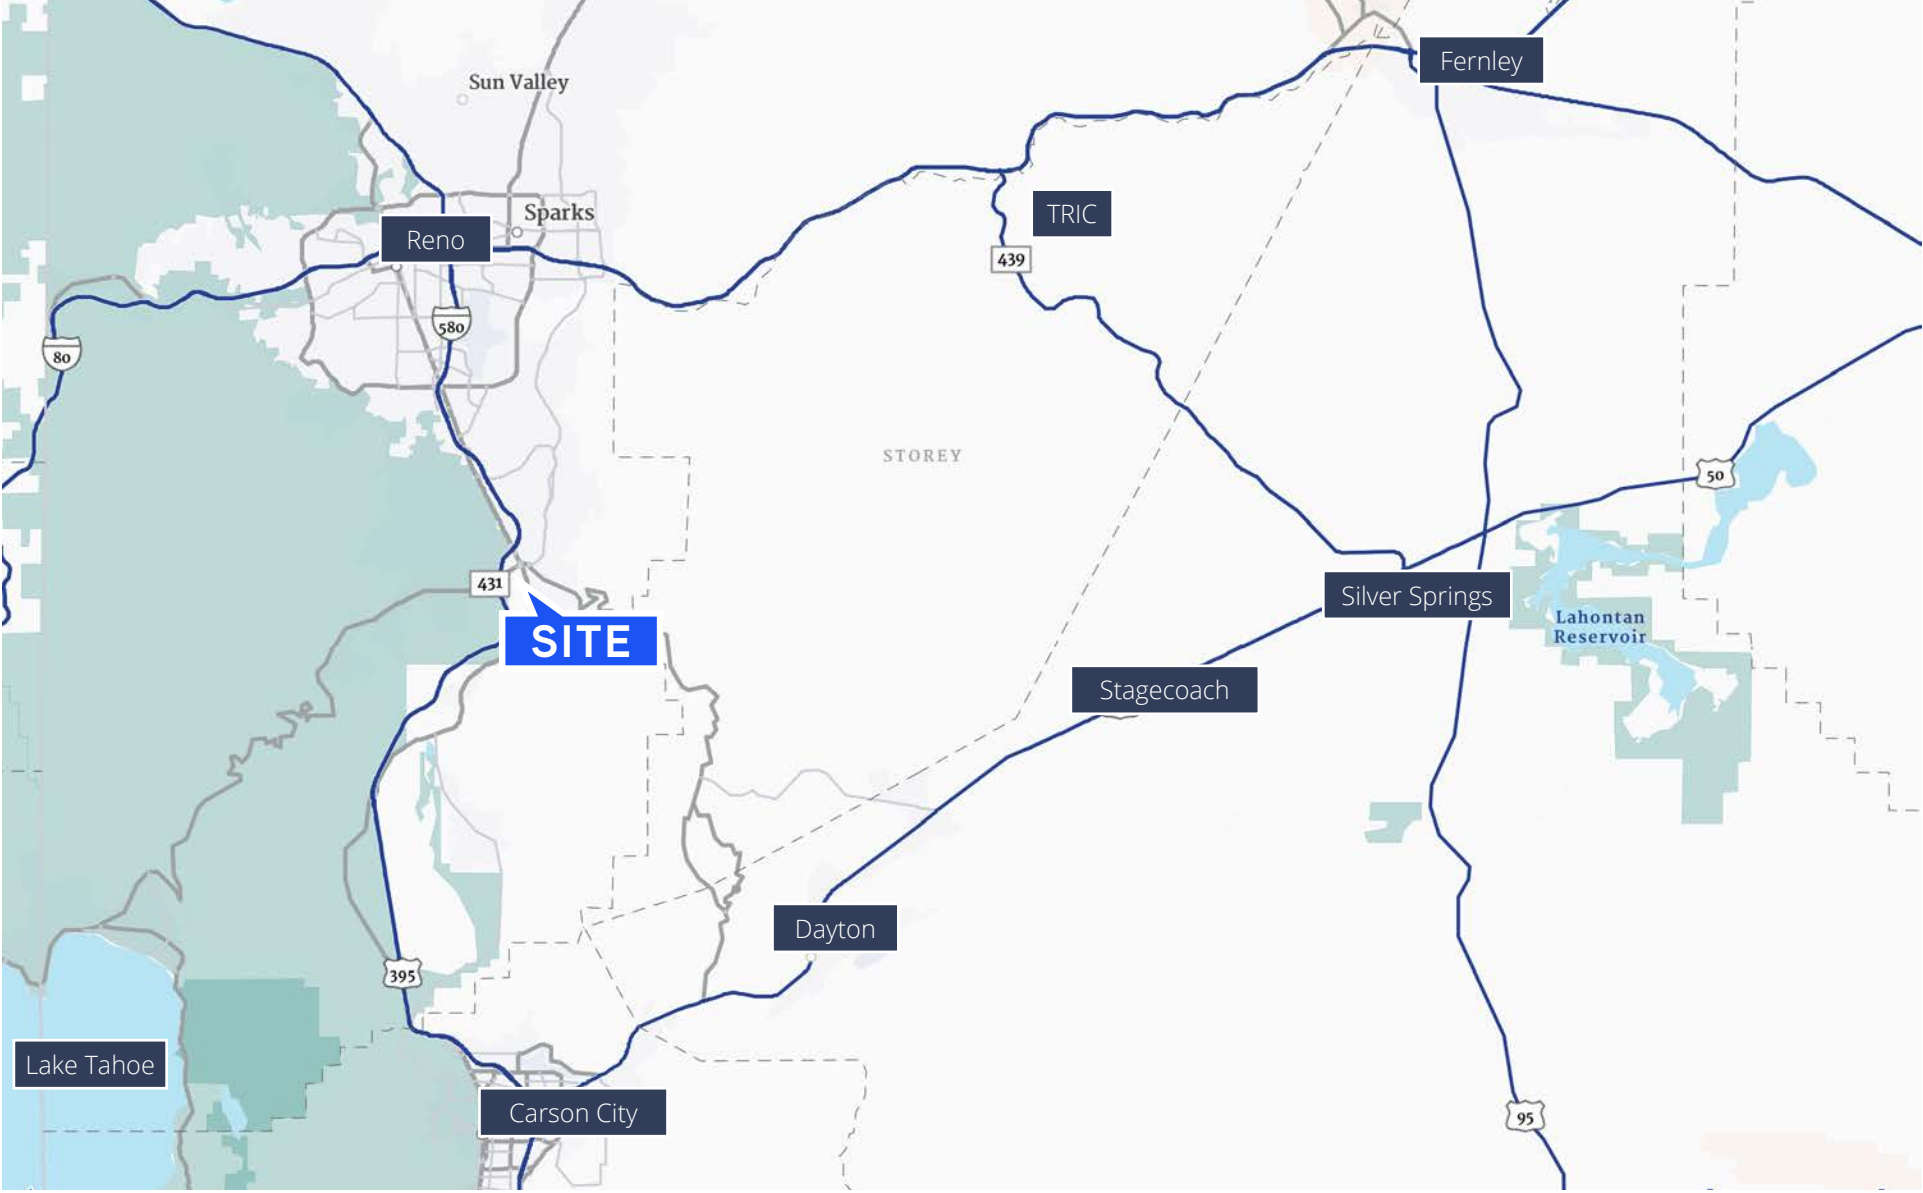 Fernley
Sun Valley
Sparks
TRIC
Reno
439
580
80
STOREY
50
431
Silver Springs
Lahontan
Reservoir
SITE
Stagecoach
Dayton
395
Lake Tahoe
Carson City
95